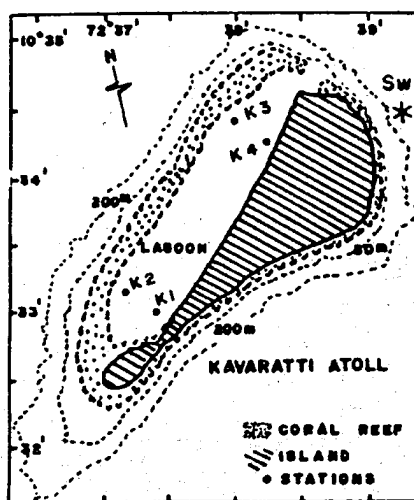 72° 37' 38' 39'
10° 35'
N
SW
K3
K4
34'
200m
LAGOON
50m
K2
K1
33'
200m
KAVARATTI ATOLL
CORAL REEF
ISLAND
STATIONS
32'